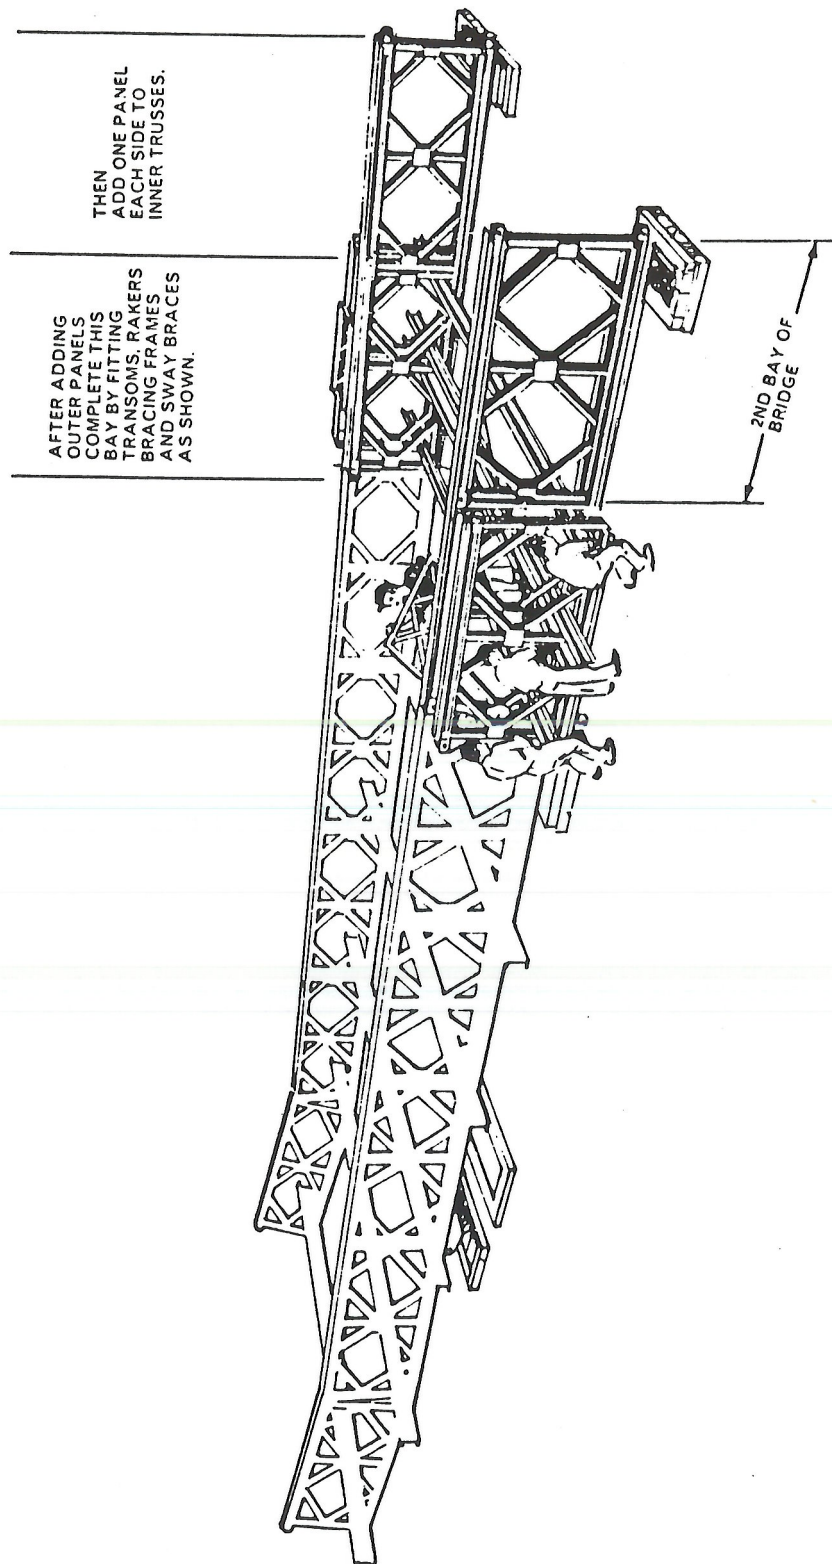 THEN
ADD ONE PANEL
EACH SIDE TO
INNER TRUSSES.
AFTER ADDING
OUTER PANELS
COMPLETE THIS
BAY BY FITTING
TRANSOMS, RAKERS
BRACING FRAMES
AND SWAY BRACES
AS SHOWN.
2ND BAY OF
BRIDGE